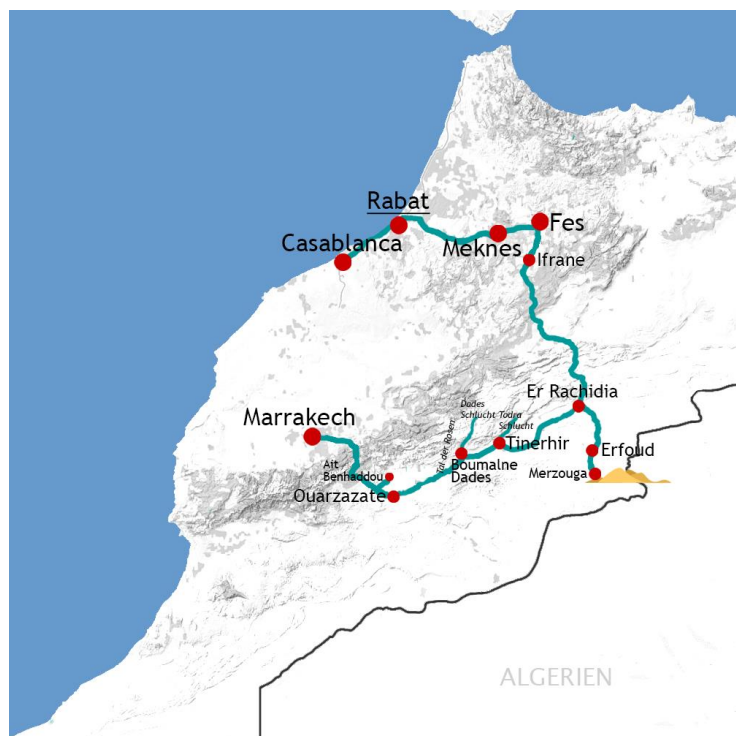 Rabat
Casablanca
Meknes
Fes
Ifrane
Er Rachidia
Dades
Schlucht
Todra
Schlucht
Tal der Rosen
Marrakech
Tinerhir
Erfoud
Ait
Benhaddou
Boumalne
Dades
Merzouga
Ouarzazate
ALGERIEN